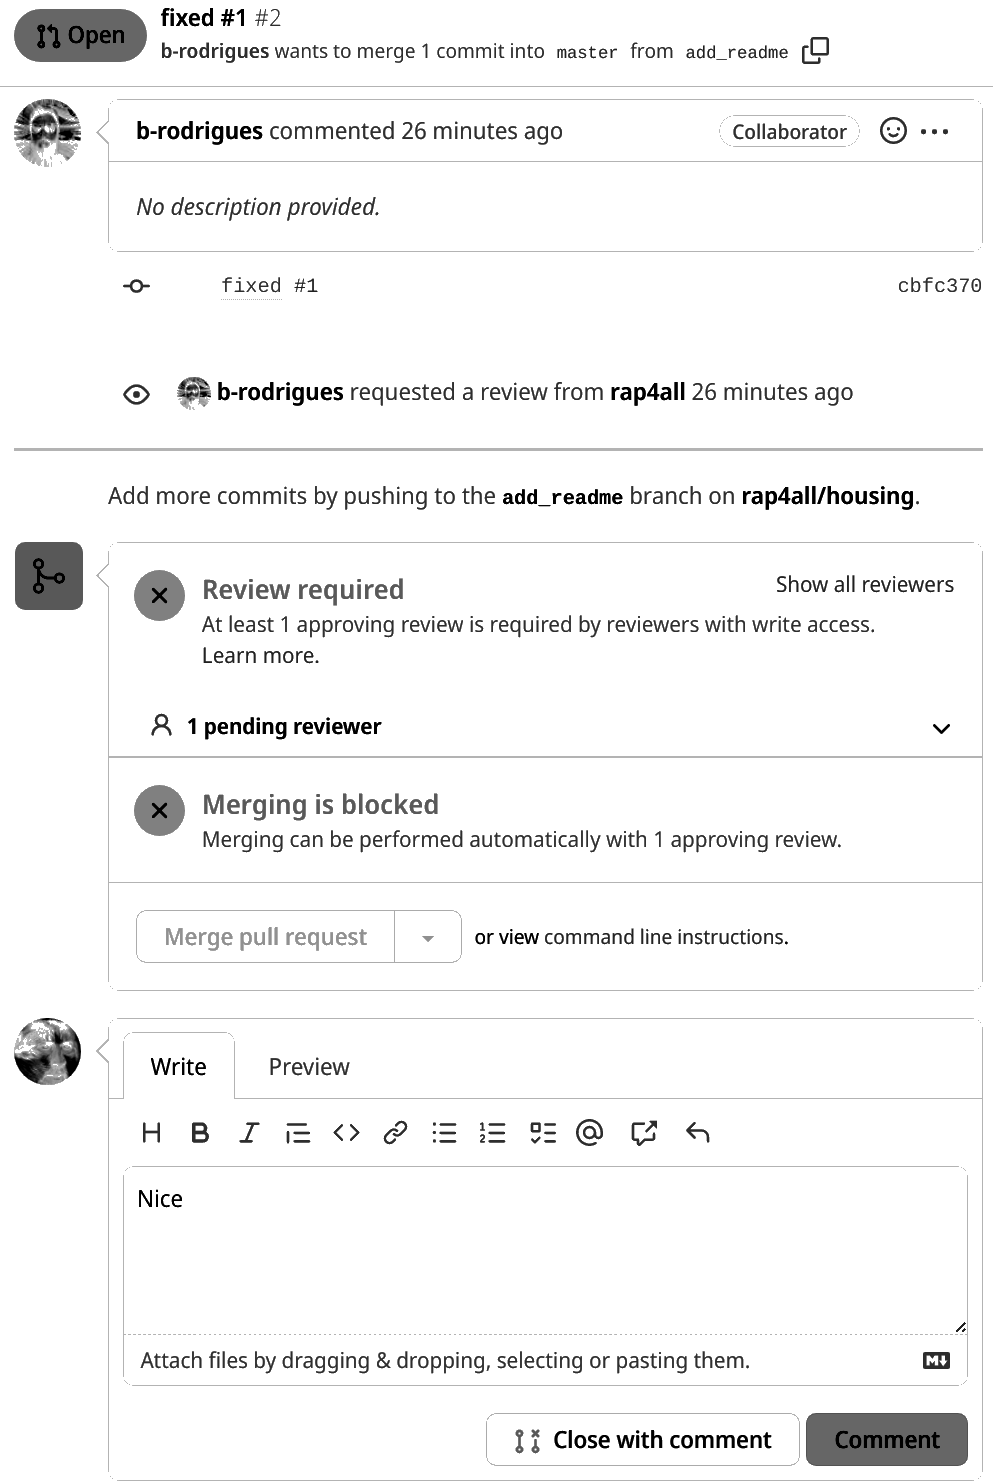 Open
fixed #1 #2
b-rodrigues wants to merge 1 commit into master from add_readme
b-rodrigues commented 26 minutes ago
Collaborator
No description provided.
fixed #1
cbfc370
b-rodrigues requested a review from rap4all 26 minutes ago
Add more commits by pushing to the add_readme branch on rap4all/housing.
Review required
Show all reviewers
At least 1 approving review is required by reviewers with write access.
Learn more.
1 pending reviewer
Merging is blocked
Merging can be performed automatically with 1 approving review.
Merge pull request
or view command line instructions.
Write
Preview
Nice
Attach files by dragging & dropping, selecting or pasting them.
Close with comment
Comment